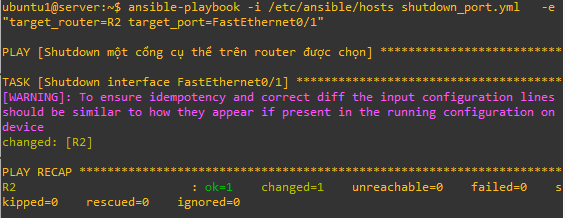 ubuntu1@server:~$ ansible-playbook -i /etc/ansible/hosts shutdown_port.yml   -e
"target_router=R2 target_port=FastEthernet0/1"
PLAY [Shutdown một cổng cụ thể trên router được chọn] **************************
TASK [Shutdown interface FastEthernet0/1] **************************************
[WARNING]: To ensure idempotency and correct diff the input configuration lines
should be similar to how they appear if present in the running configuration on
device
changed: [R2]
PLAY RECAP *********************************************************************
R2                         : ok=1    changed=1    unreachable=0    failed=0    s
kipped=0    rescued=0    ignored=0